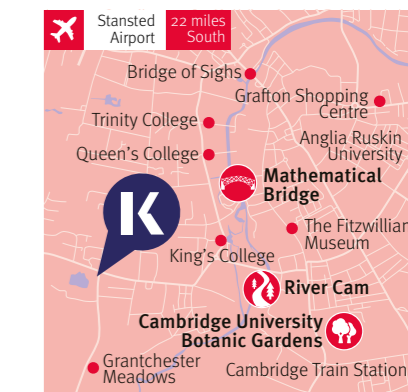 Stansted
Airport
22 miles
South
Bridge of Sighs
Grafton Shopping
Centre
Trinity College
Anglia Ruskin
University
Queen's College
Mathematical
Bridge
K
The Fitzwillian
Museum
King's College
River Cam
Cambridge University
Botanic Gardens
Grantchester
Meadows
Cambridge Train Station